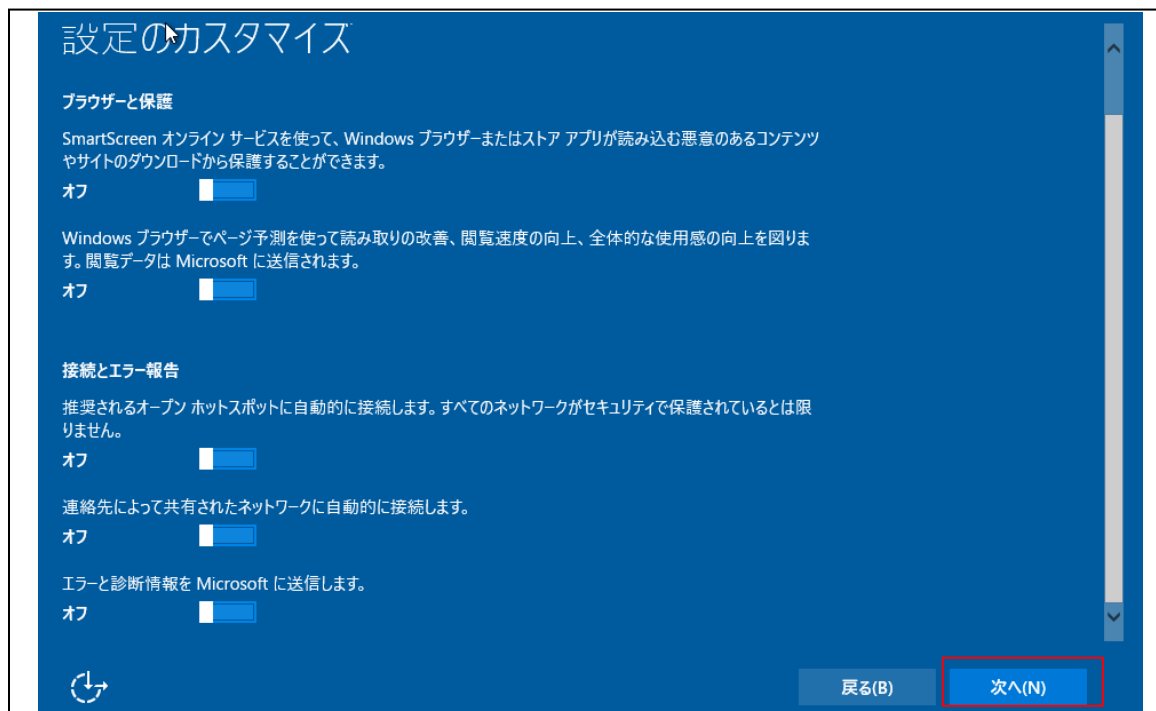 設定のカスタマイズ
ブラウザーと保護
SmartScreen オンライン サービスを使って、Windows ブラウザーまたはストア アプリが読み込む悪意のあるコンテンツ
やサイトのダウンロードから保護することができます。
オフ
Windows ブラウザーでページ予測を使って読み取りの改善、閲覧速度の向上、全体的な使用感の向上を図りま
す。閲覧データは Microsoft に送信されます。
オフ
接続とエラー報告
推奨されるオープン ホットスポットに自動的に接続します。すべてのネットワークがセキュリティで保護されているとは限
りません。
オフ
連絡先によって共有されたネットワークに自動的に接続します。
オフ
エラーと診断情報を Microsoft に送信します。
オフ
戻る(B)
次へ(N)